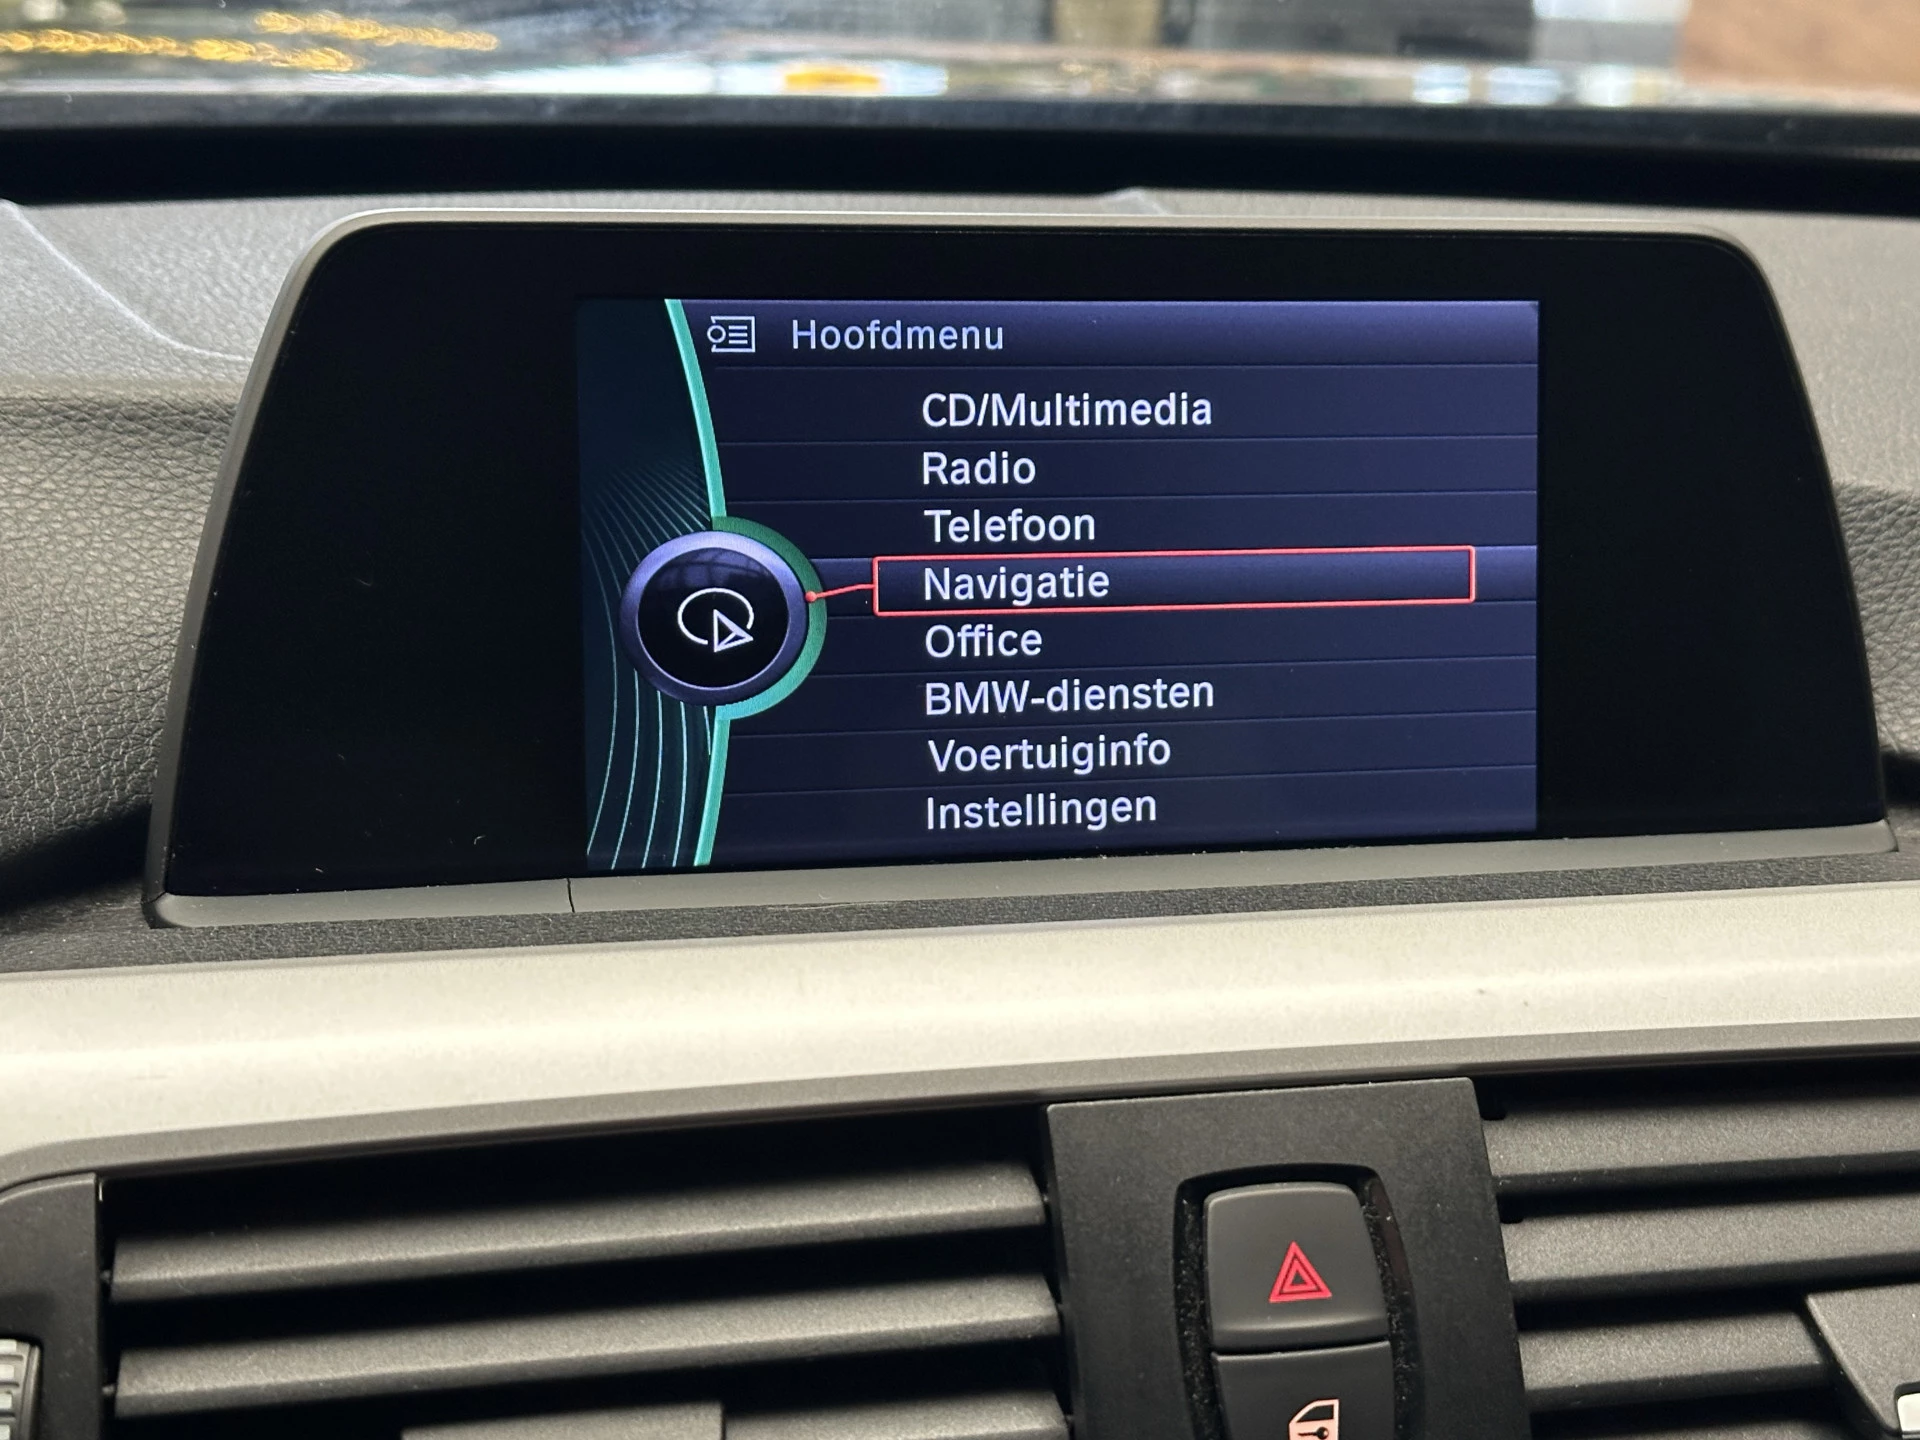 Hoofdmenu
CD/Multimedia
Radio
Telefoon
Navigatie
Office
BMW-diensten
Voertuiginfo
Instellingen